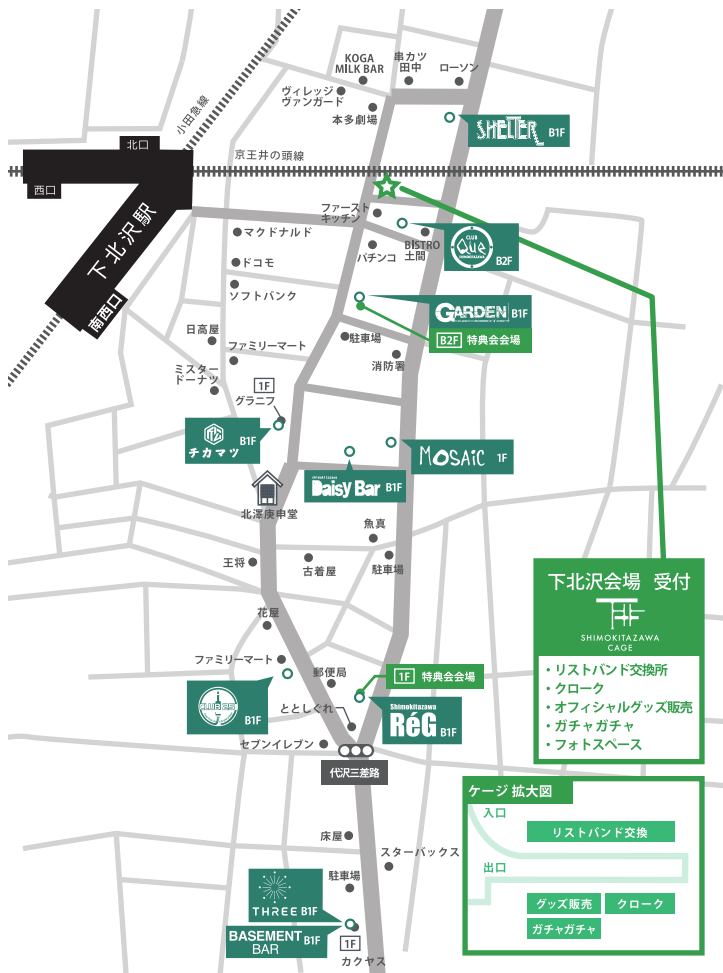 KOGA
MILK BAR
串カツ
田中
ローソン
ヴィレッジ
ヴァンガード
本多劇場
小田急線
SHELTER B1F
北口
京王井の頭線
西口
下北沢駅
南西口
ファースト
キッチン
マクドナルド
パチンコ
BISTRO
土間
CLUB
Que
SHIMOKITAZAWA
B2F
ドコモ
ソフトバンク
GARDEN B1F
日高屋
ファミリーマート
駐車場
B2F 特典会会場
消防署
ミスター
ドーナツ
1F
グラニフ
チカマツ B1F
MOSAiC 1F
shimokitazawa
Daisy Bar B1F
北澤庚申堂
魚真
王将
古着屋
駐車場
下北沢会場 受付
SHIMOKITAZAWA
CAGE
・リストバンド交換所
・クローク
・オフィシャルグッズ販売
・ガチャガチャ
・フォトスペース
花屋
ファミリーマート
郵便局
1F 特典会会場
CLUB 251
B1F
ととしぐれ
Shimokitazawa
RéG B1F
セブンイレブン
代沢三差路
ケージ 拡大図
入口
リストバンド交換
出口
グッズ販売
クローク
ガチャガチャ
床屋
スターバックス
駐車場
THREE B1F
BASEMENT
BAR
B1F
1F
カクヤス